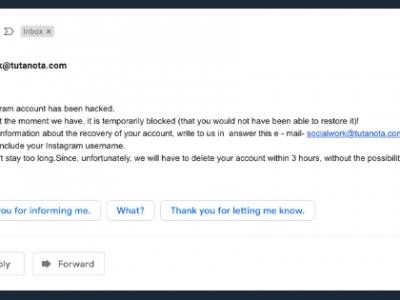 Inbox ×
k@tutanota.com
ram account has been hacked.
t the moment we have, it is temporarily blocked (that you would not have been able to restore it)!
nformation about the recovery of your account, write to us in answer this e - mail- socialwork@tutanota.com
nclude your Instagram usemame.
't stay too long.Since, unfortunately, we will have to delete your account within 3 hours, without the possibilit
you for informing me.
What?
Thank you for letting me know.
ply
Forward